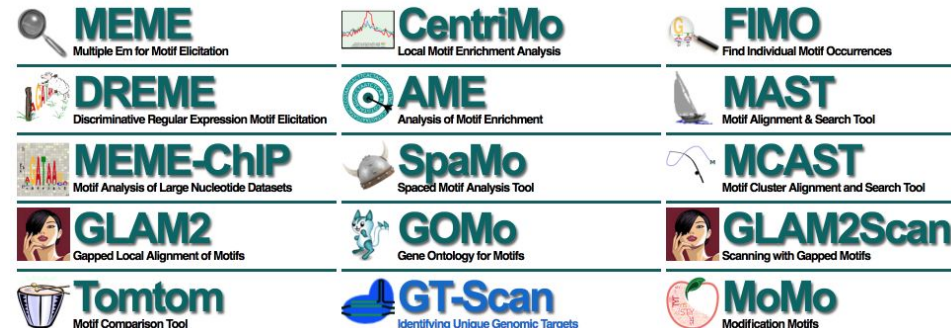 MEME
Multiple Em for Motif Elicitation
CentriMo
Local Motif Enrichment Analysis
FIMO
Find Individual Motif Occurrences
DREME
Discriminative Regular Expression Motif Elicitation
AME
Analysis of Motif Enrichment
MAST
Motif Alignment & Search Tool
MEME-ChIP
Motif Analysis of Large Nucleotide Datasets
SpaMo
Spaced Motif Analysis Tool
MCAST
Motif Cluster Alignment and Search Tool
GLAM2
Gapped Local Alignment of Motifs
GOMo
Gene Ontology for Motifs
GLAM2Scan
Scanning with Gapped Motifs
Tomtom
Motif Comparison Tool
GT-Scan
Identifying Unique Genomic Targets
MoMo
Modification Motifs